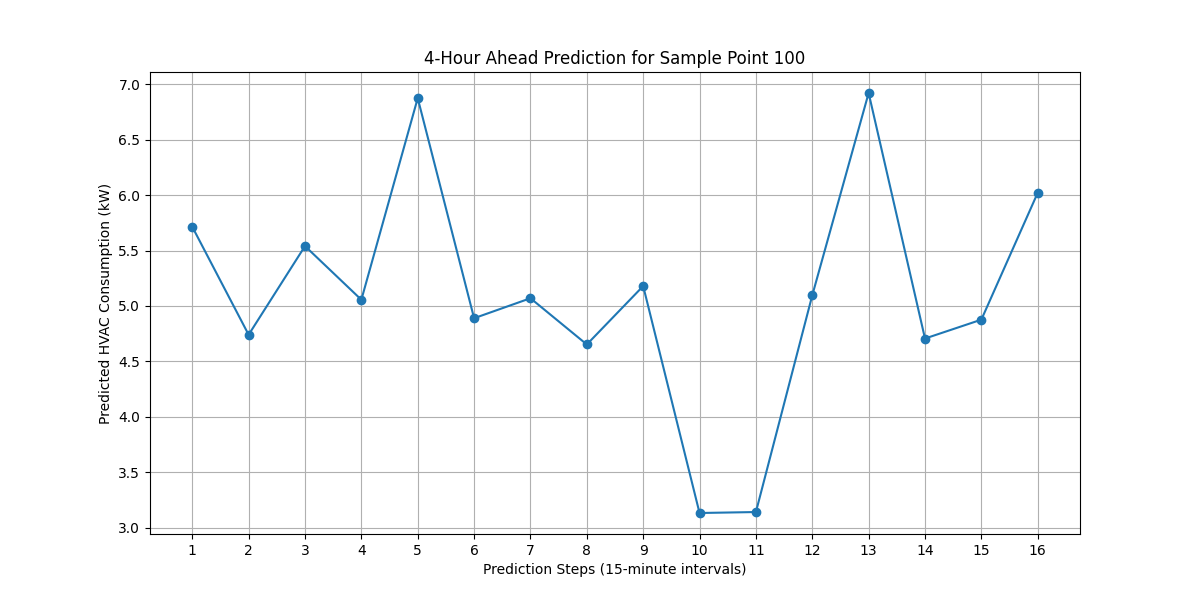 4-Hour Ahead Prediction for Sample Point 100
7.0
6.5
6.0
5.5
5.0
4.5
4.0
3.5
3.0
Predicted HVAC Consumption (kW)
1 2 3 4 5 6 7 8 9 10 11 12 13 14 15 16
Prediction Steps (15-minute intervals)